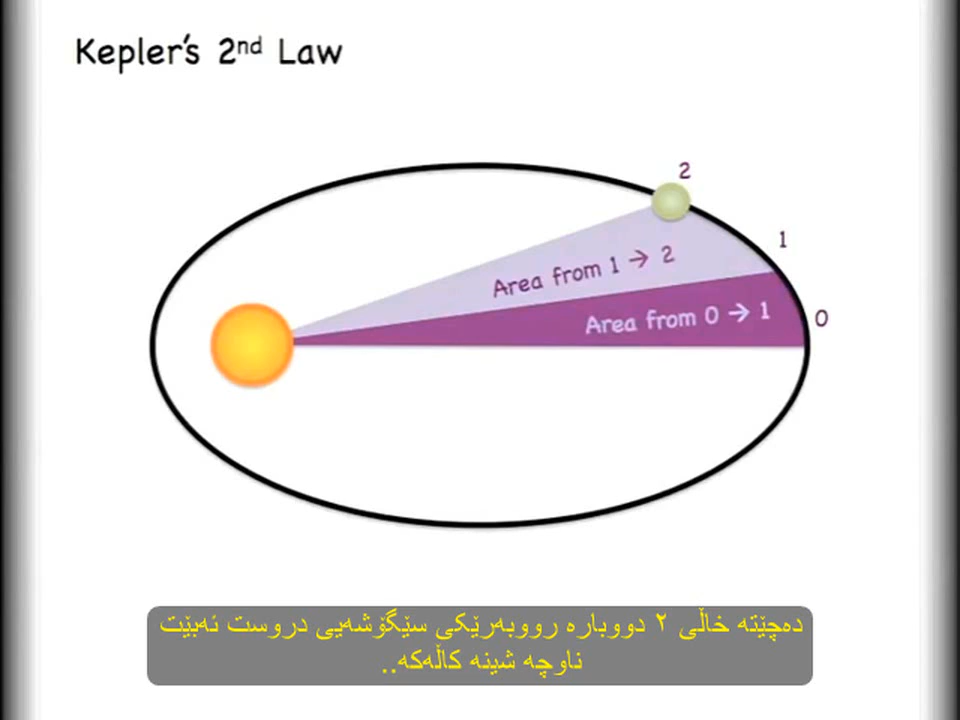 Kepler's 2nd Law
2
1
Area from 1 → 2
Area from 0 → 1
0
دەچێتە خاڵی ٢ دووبارە رووبەرێکی سێگۆشەیی دروست ئەبێت
ناوچە شینە کاڵەکە..